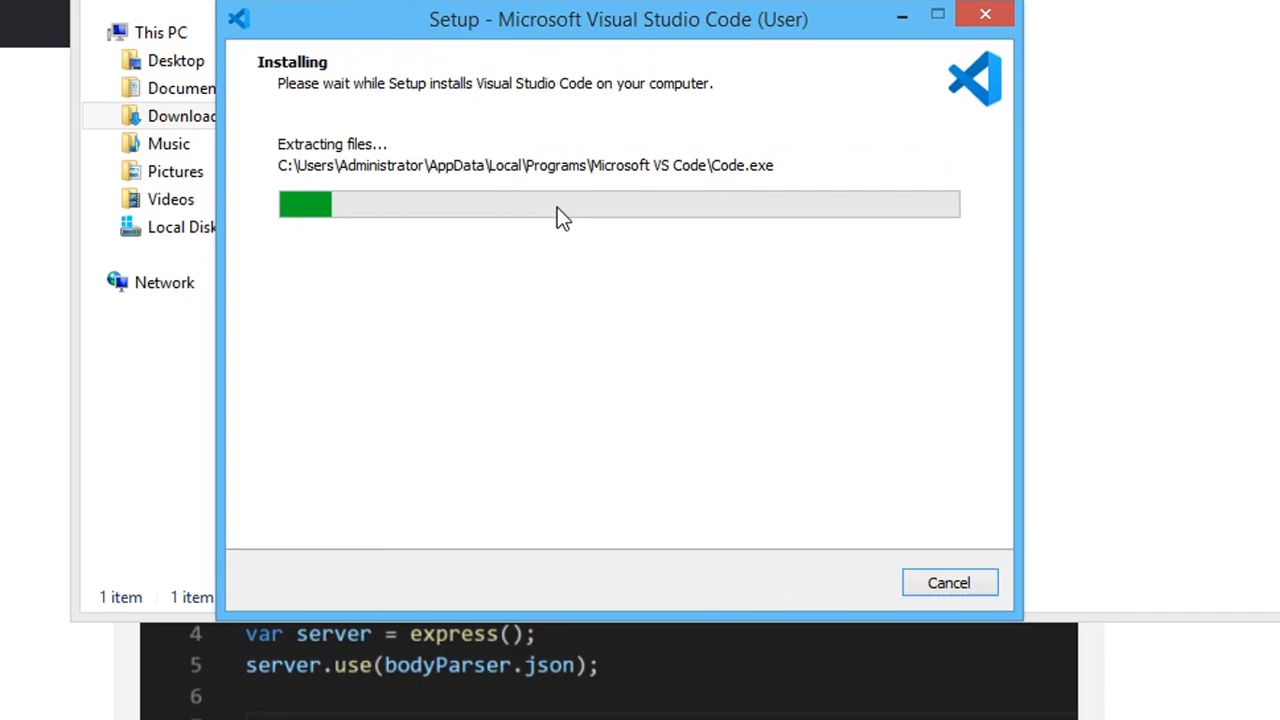 Setup - Microsoft Visual Studio Code (User)
This PC
Desktop
Documen
Download
Music
Pictures
Videos
Local Disk
Network
1 item
1 item
Installing
Please wait while Setup installs Visual Studio Code on your computer.
Extracting files...
C:\Users\Administrator\AppData\Local\Programs\Microsoft VS Code\Code.exe
Cancel
4 var server = express();
5 server.use(bodyParser.json);
6